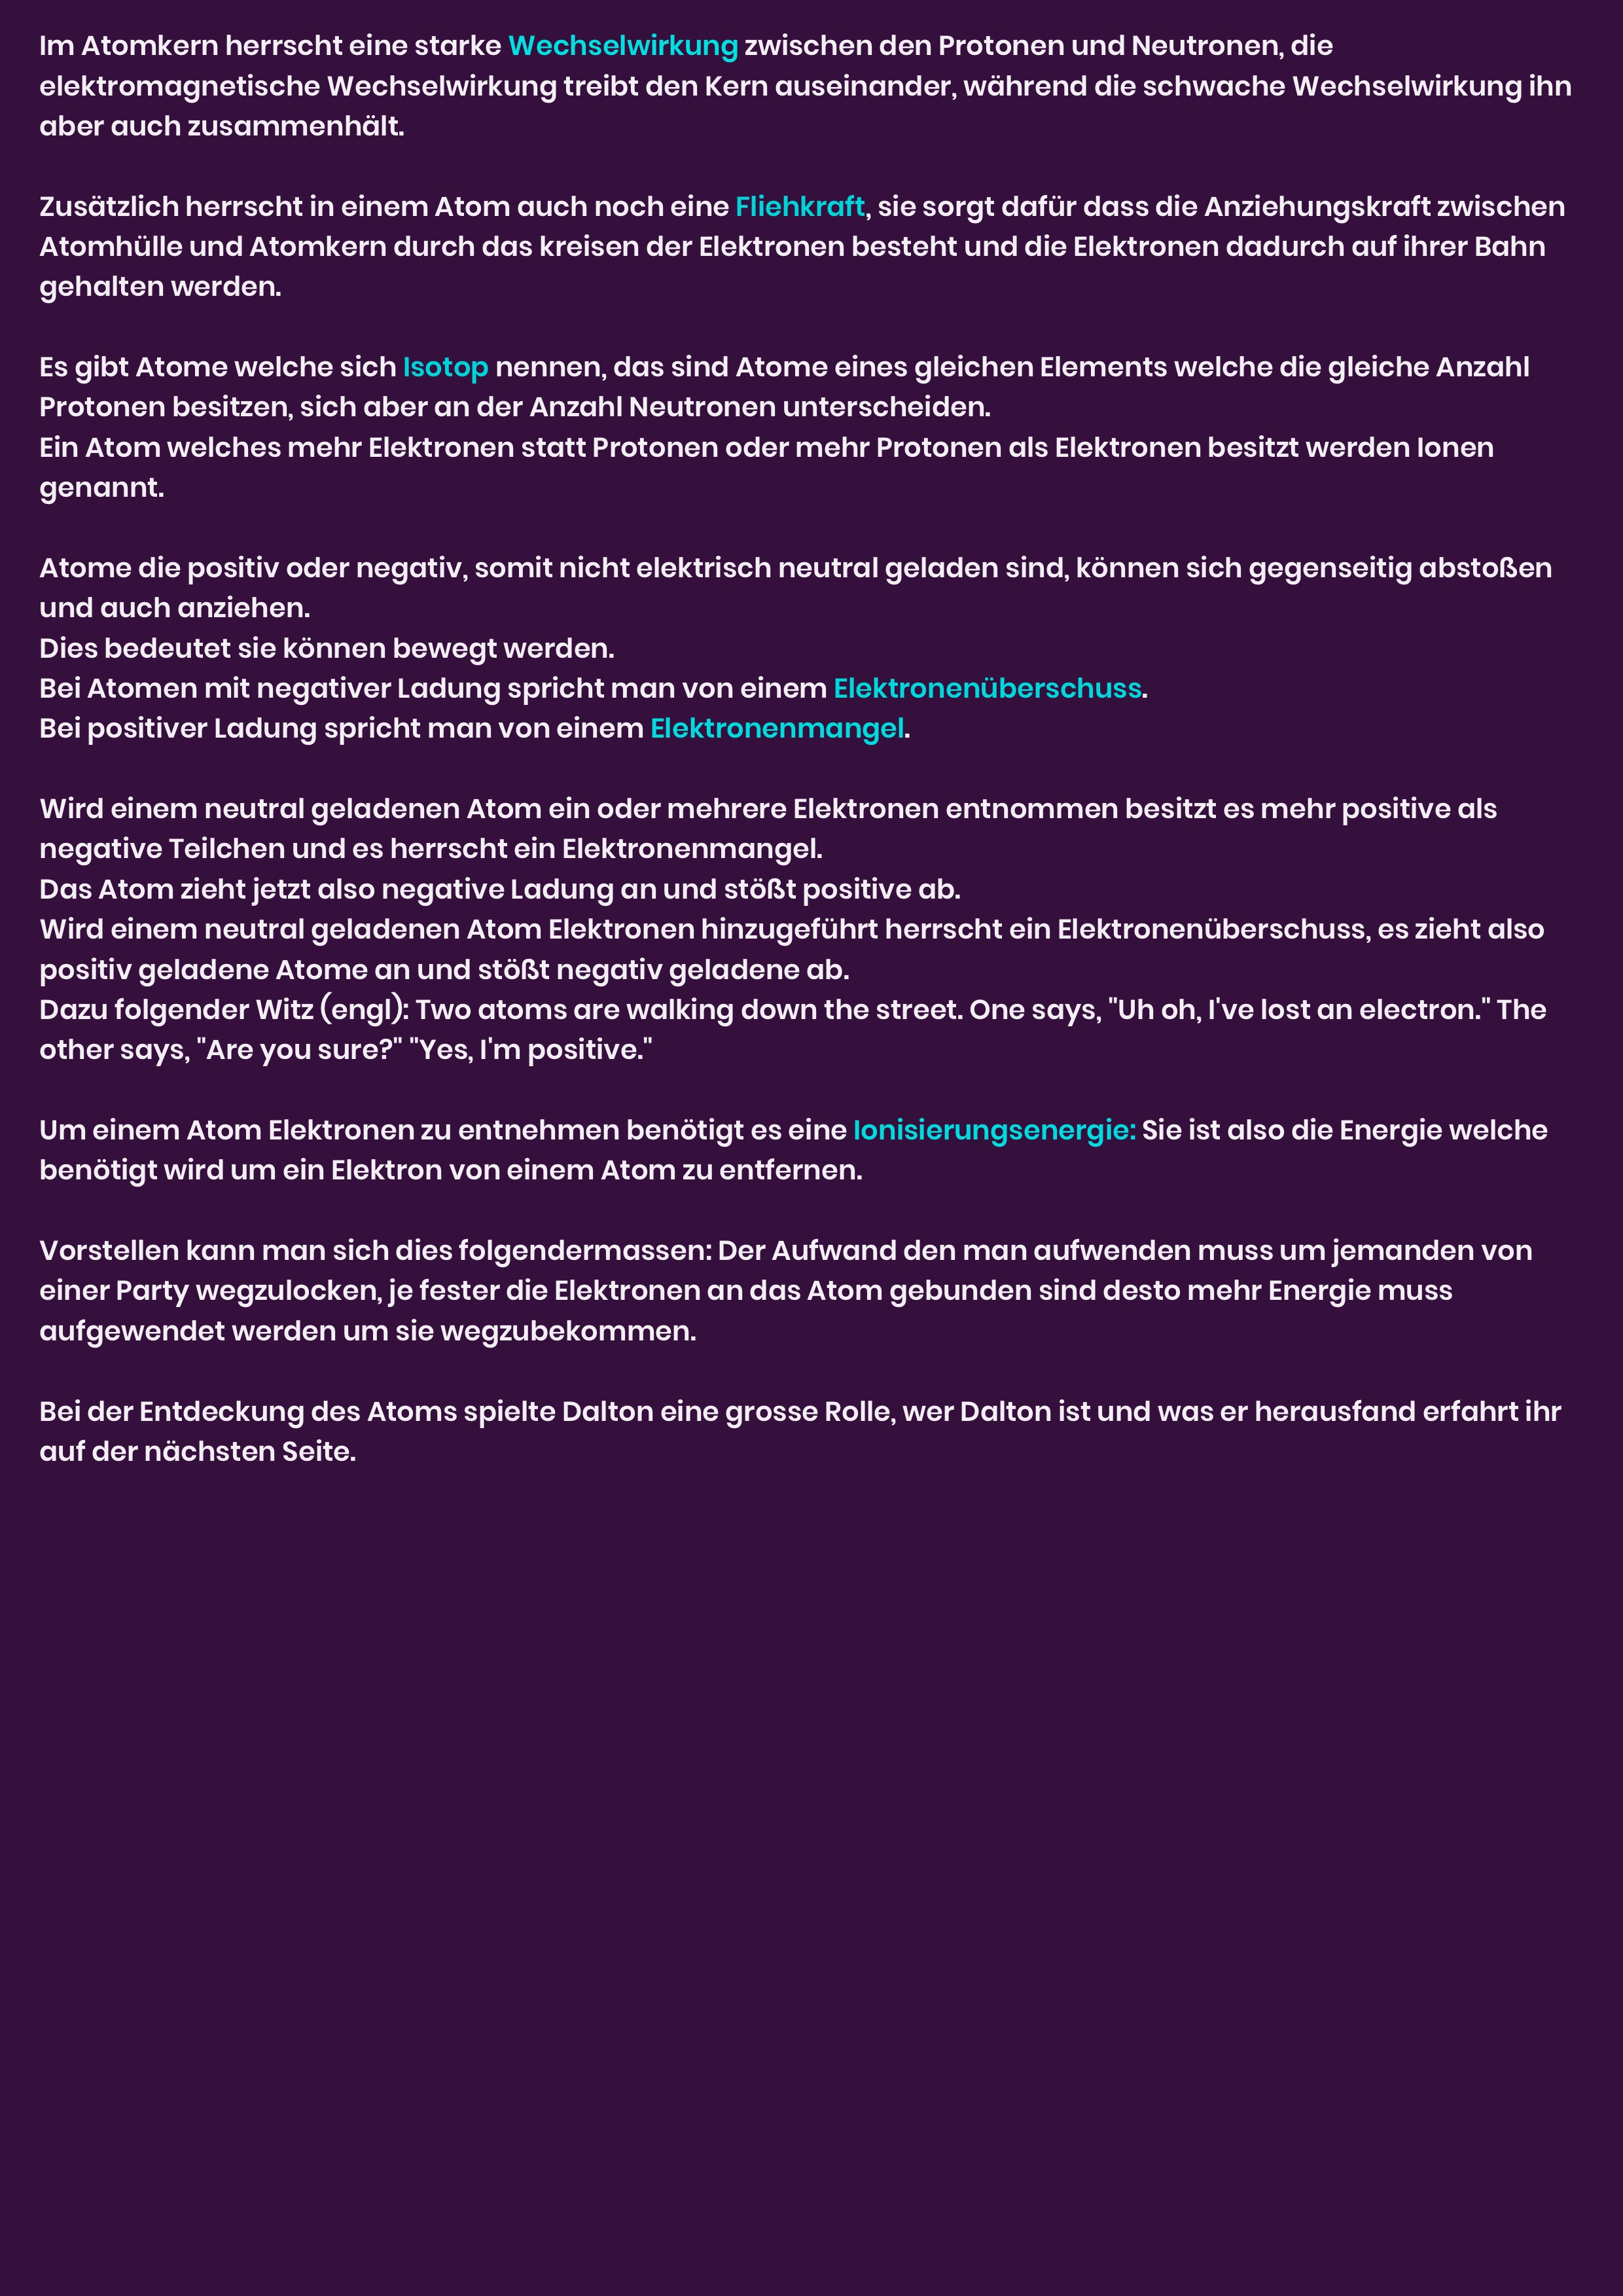 Im Atomkern herrscht eine starke Wechselwirkung zwischen den Protonen und Neutronen, die
elektromagnetische Wechselwirkung treibt den Kern auseinander, während die schwache Wechselwirkung ihn
aber auch zusammenhält.
Zusätzlich herrscht in einem Atom auch noch eine Fliehkraft, sie sorgt dafür dass die Anziehungskraft zwischen
Atomhülle und Atomkern durch das kreisen der Elektronen besteht und die Elektronen dadurch auf ihrer Bahn
gehalten werden.
Es gibt Atome welche sich Isotop nennen, das sind Atome eines gleichen Elements welche die gleiche Anzahl
Protonen besitzen, sich aber an der Anzahl Neutronen unterscheiden.
Ein Atom welches mehr Elektronen statt Protonen oder mehr Protonen als Elektronen besitzt werden Ionen
genannt.
Atome die positiv oder negativ, somit nicht elektrisch neutral geladen sind, können sich gegenseitig abstoßen
und auch anziehen.
Dies bedeutet sie können bewegt werden.
Bei Atomen mit negativer Ladung spricht man von einem Elektronenüberschuss.
Bei positiver Ladung spricht man von einem Elektronenmangel.
Wird einem neutral geladenen Atom ein oder mehrere Elektronen entnommen besitzt es mehr positive als
negative Teilchen und es herrscht ein Elektronenmangel.
Das Atom zieht jetzt also negative Ladung an und stößt positive ab.
Wird einem neutral geladenen Atom Elektronen hinzugeführt herrscht ein Elektronenüberschuss, es zieht also
positiv geladene Atome an und stößt negativ geladene ab.
Dazu folgender Witz (engl): Two atoms are walking down the street. One says, "Uh oh, I've lost an electron." The
other says, "Are you sure?" "Yes, I'm positive."
Um einem Atom Elektronen zu entnehmen benötigt es eine Ionisierungsenergie: Sie ist also die Energie welche
benötigt wird um ein Elektron von einem Atom zu entfernen.
Vorstellen kann man sich dies folgendermassen: Der Aufwand den man aufwenden muss um jemanden von
einer Party wegzulocken, je fester die Elektronen an das Atom gebunden sind desto mehr Energie muss
aufgewendet werden um sie wegzubekommen.
Bei der Entdeckung des Atoms spielte Dalton eine grosse Rolle, wer Dalton ist und was er herausfand erfahrt ihr
auf der nächsten Seite.